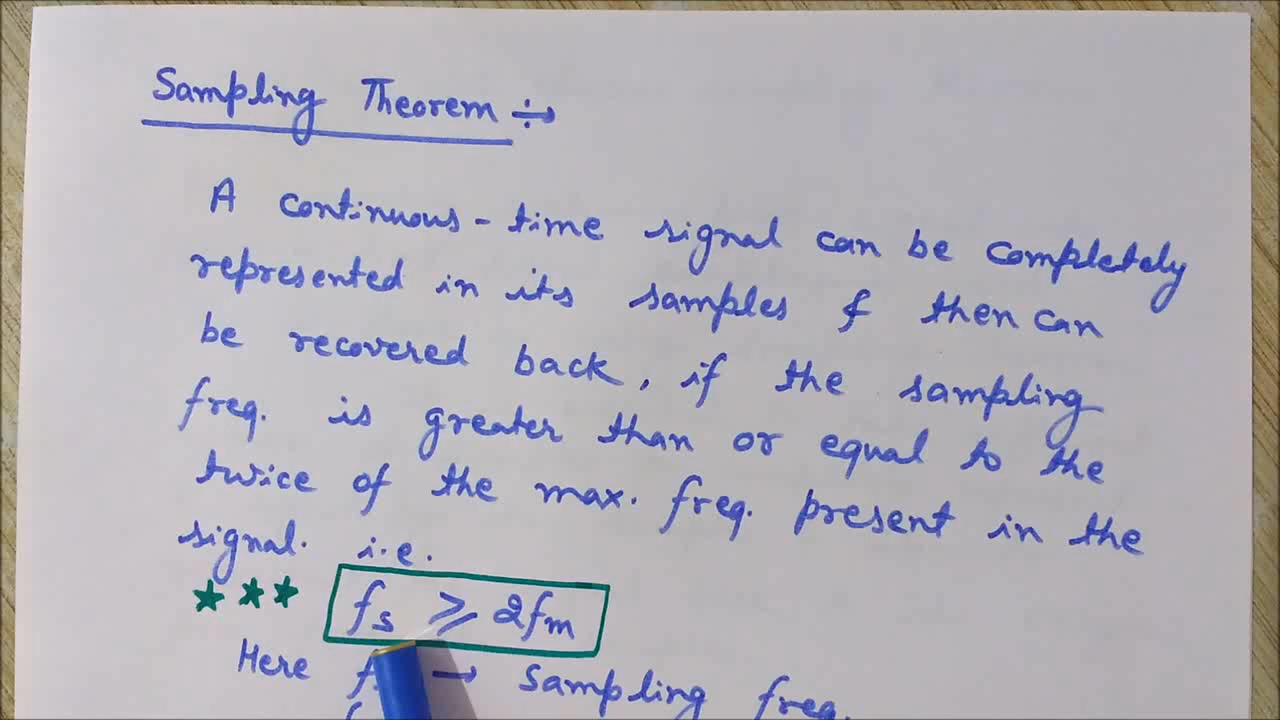 Sampling Theorem :→
A continuous-time signal can be completely
represented in its samples & then can
be recovered back, if the sampling
freq. is greater than or equal to the
twice of the max. freq. present in the
signal. i.e.
★ ★ ★ fs ⩾ 2fm
Here → Sampling freq.